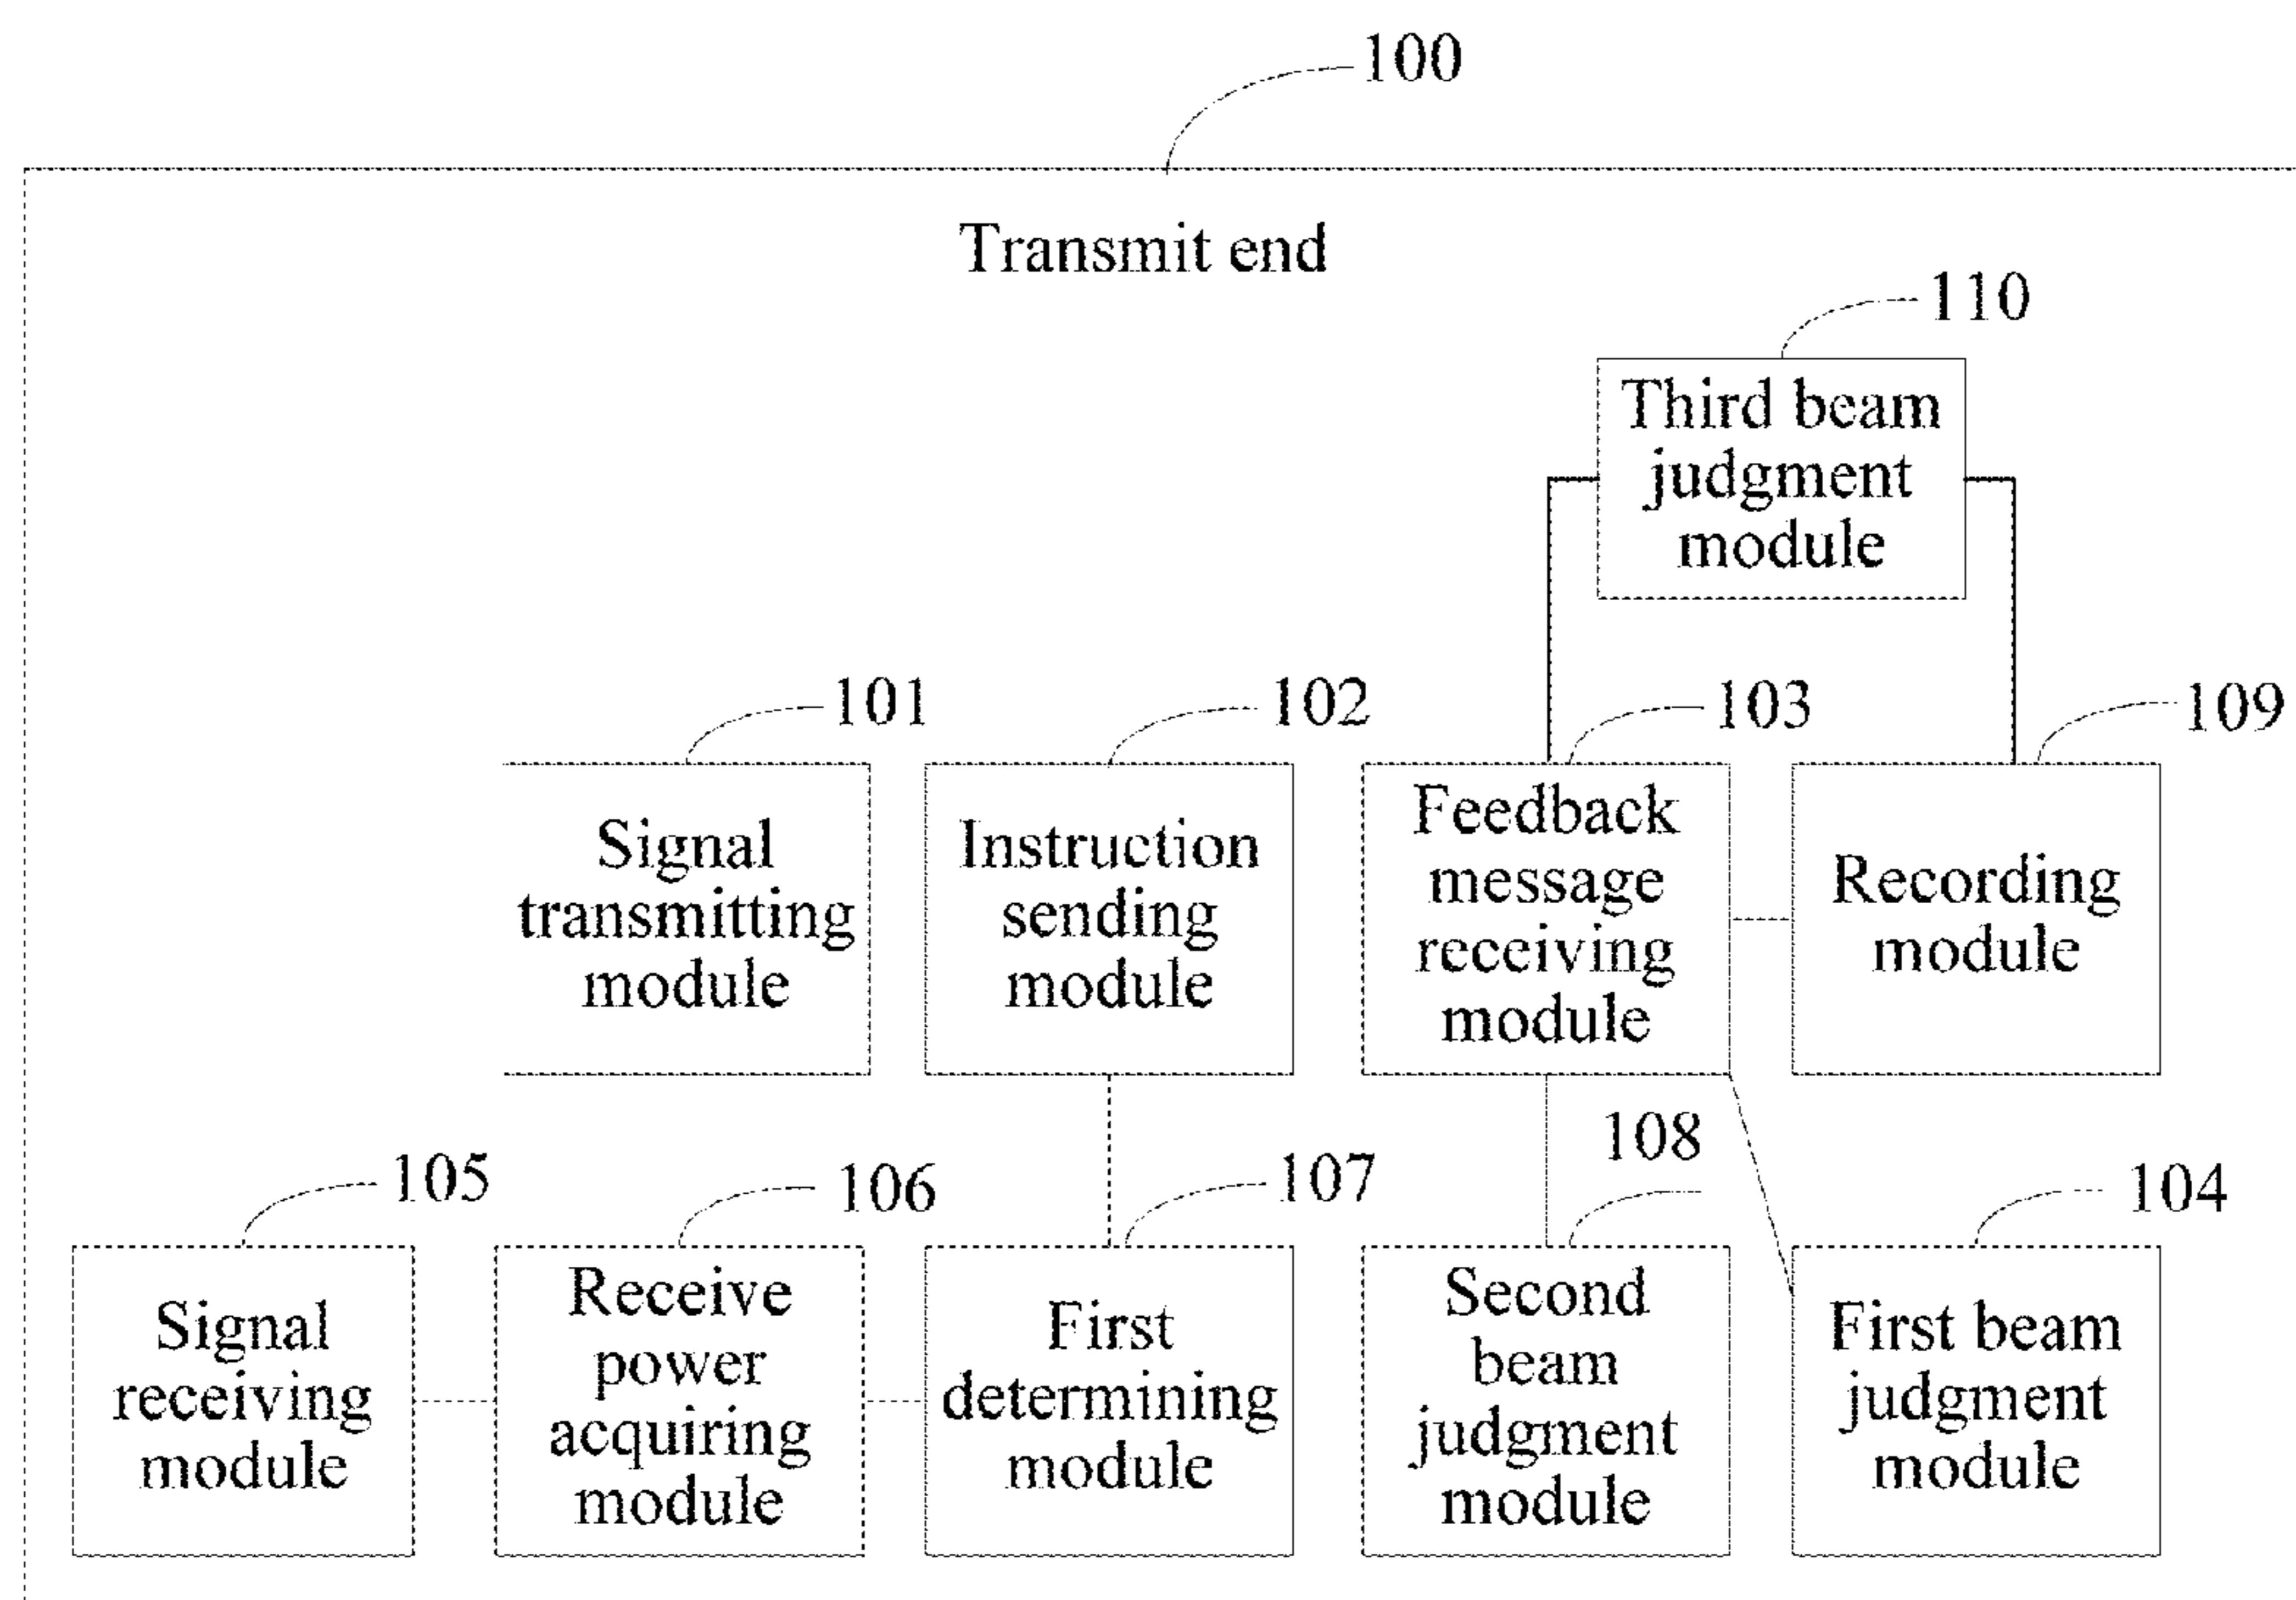 100
Transmit end
110
Third beam
judgment
module
101
102
103
109
Signal
transmitting
module
Instruction
sending
module
Feedback
message
receiving
module
Recording
module
105
106
107
108
104
Signal
receiving
module
Receive
power
acquiring
module
First
determining
module
Second
beam
judgment
module
First beam
judgment
module